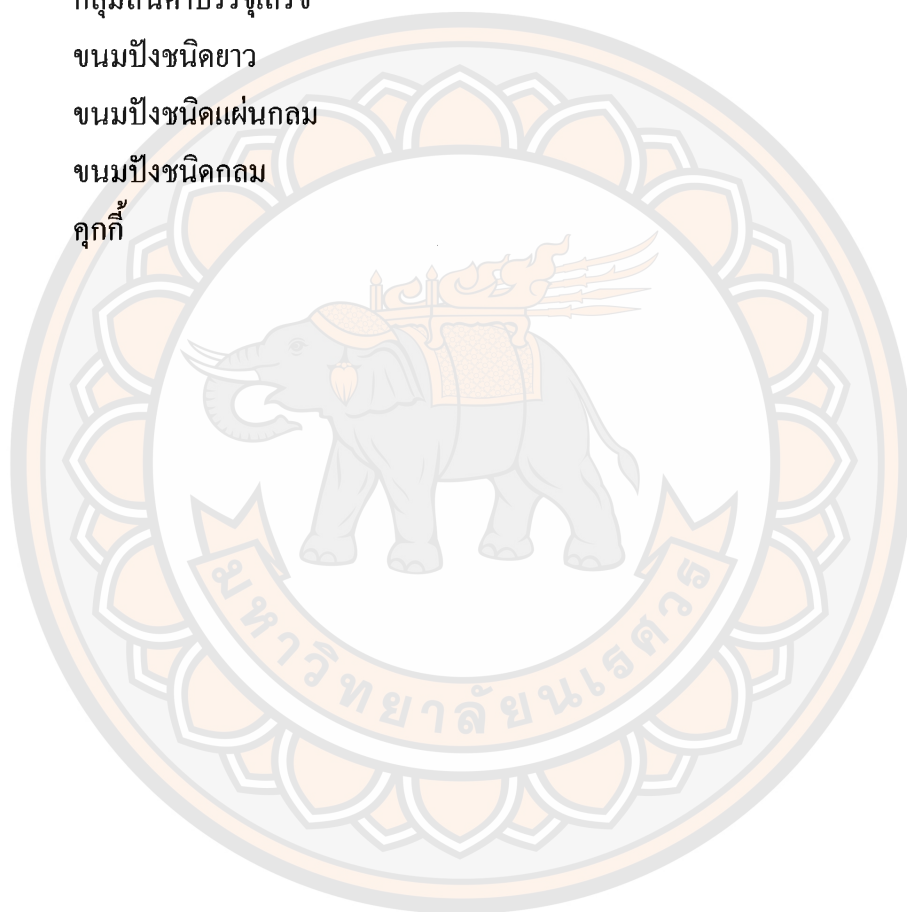 ขนมปังชนิดยาว
ขนมปังชนิดแผ่นกลม
ขนมปังชนิดกลม
คุกกี้
มหาวิทยาลัยนเรศวร